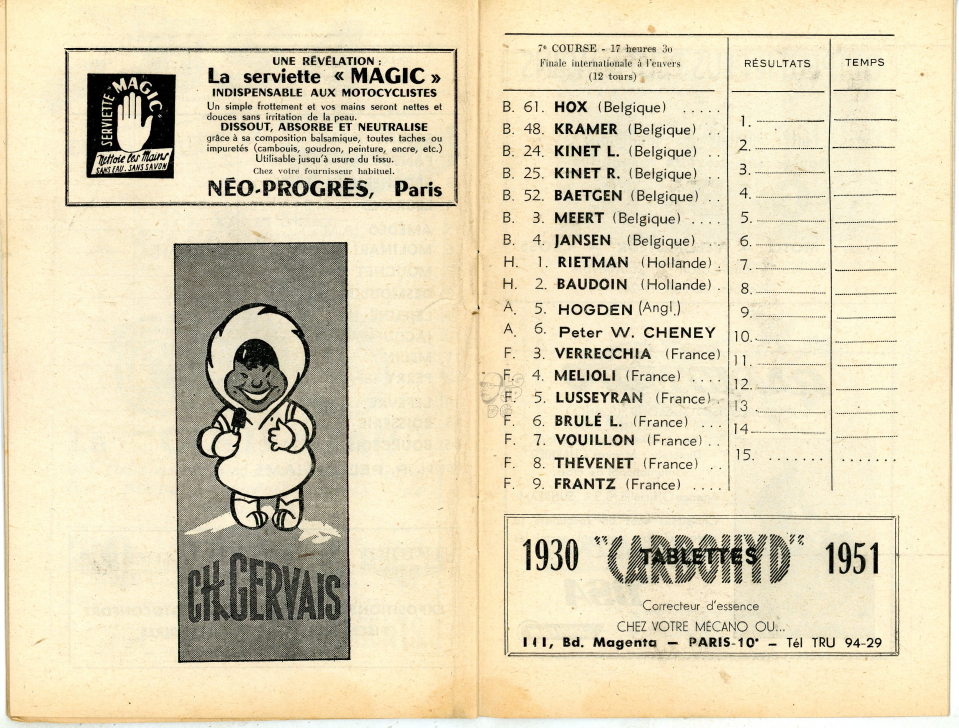 UNE RÉVÉLATION :
La serviette « MAGIC »
INDISPENSABLE AUX MOTOCYCLISTES
Un simple frottement et vos mains seront nettes et
douces sans irritation de la peau.
DISSOUT, ABSORBE ET NEUTRALISE
grâce à sa composition balsamique, toutes taches ou
impuretés (cambouis, goudron, peinture, encre, etc.)
Utilisable jusqu'à usure du tissu.
Chez votre fournisseur habituel.
NÉO-PROGRÈS, Paris
SERVIETTE "MAGIC"
Nettoie les Mains
SANS EAU. SANS SAVON
CH. GERVAIS
7e COURSE - 17 heures 30
Finale internationale à l'envers
(12 tours)
RÉSULTATS
TEMPS
B. 61. HOX (Belgique) .....
B. 48. KRAMER (Belgique) ..
B. 24. KINET L. (Belgique) ..
B. 25. KINET R. (Belgique) ..
B. 52. BAETGEN (Belgique) ..
B. 3. MEERT (Belgique) ....
B. 4. JANSEN (Belgique) ..
H. 1. RIETMAN (Hollande) .
H. 2. BAUDOIN (Hollande) .
A. 5. HOGDEN (Angl.)
A. 6. Peter W. CHENEY
F. 3. VERRECCHIA (France)
F. 4. MELIOLI (France) ....
F. 5. LUSSEYRAN (France)
F. 6. BRULÉ L. (France) ..
F. 7. VOUILLON (France) ..
F. 8. THÉVENET (France) ..
F. 9. FRANTZ (France) ....
1.
2.
3.
4.
5.
6.
7.
8.
9.
10.
11.
12.
13
14
15. ....... .......
1930 "CARBOHYD" 1951
TABLETTES
Correcteur d'essence
CHEZ VOTRE MÉCANO OU...
111, Bd. Magenta — PARIS-10e — Tél TRU 94-29